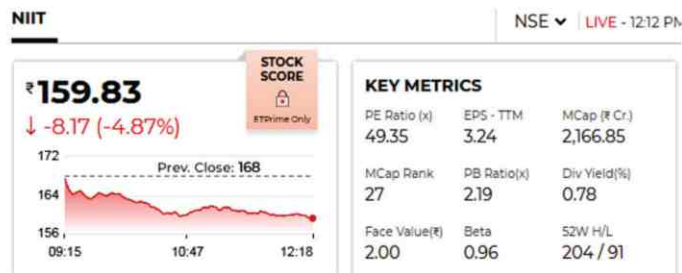 NIIT
NSE LIVE - 12:12 PM
₹159.83
↓ -8.17 (-4.87%)
STOCK
SCORE
ETPrime Only
172
Prev. Close: 168
164
156
09:15 10:47 12:18
KEY METRICS
PE Ratio (x) EPS - TTM MCap (₹ Cr.)
49.35 3.24 2,166.85
MCap Rank PB Ratio(x) Div Yield(%)
27 2.19 0.78
Face Value(₹) Beta 52W H/L
2.00 0.96 204 / 91